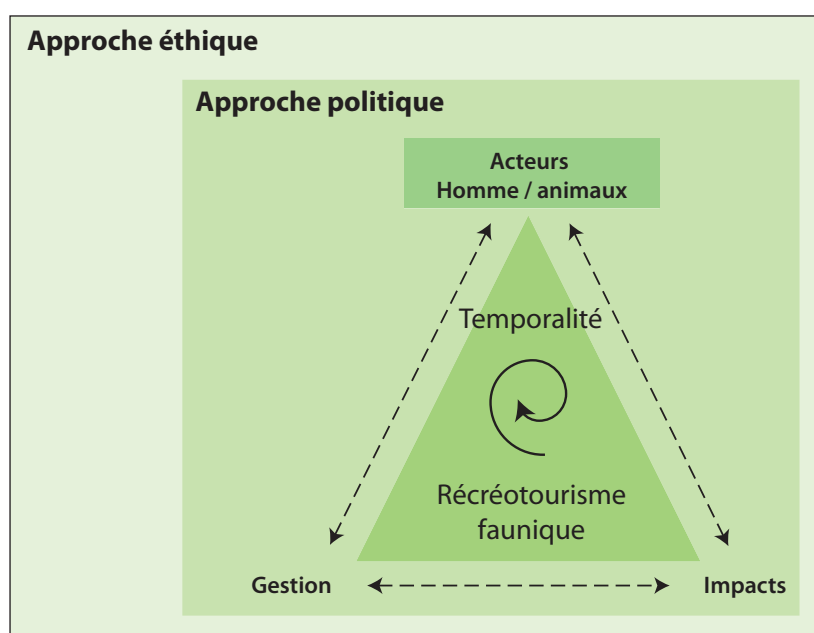 Approche éthique
Approche politique
Acteurs
Homme / animaux
Temporalité
Récréotourisme
faunique
Gestion
Impacts